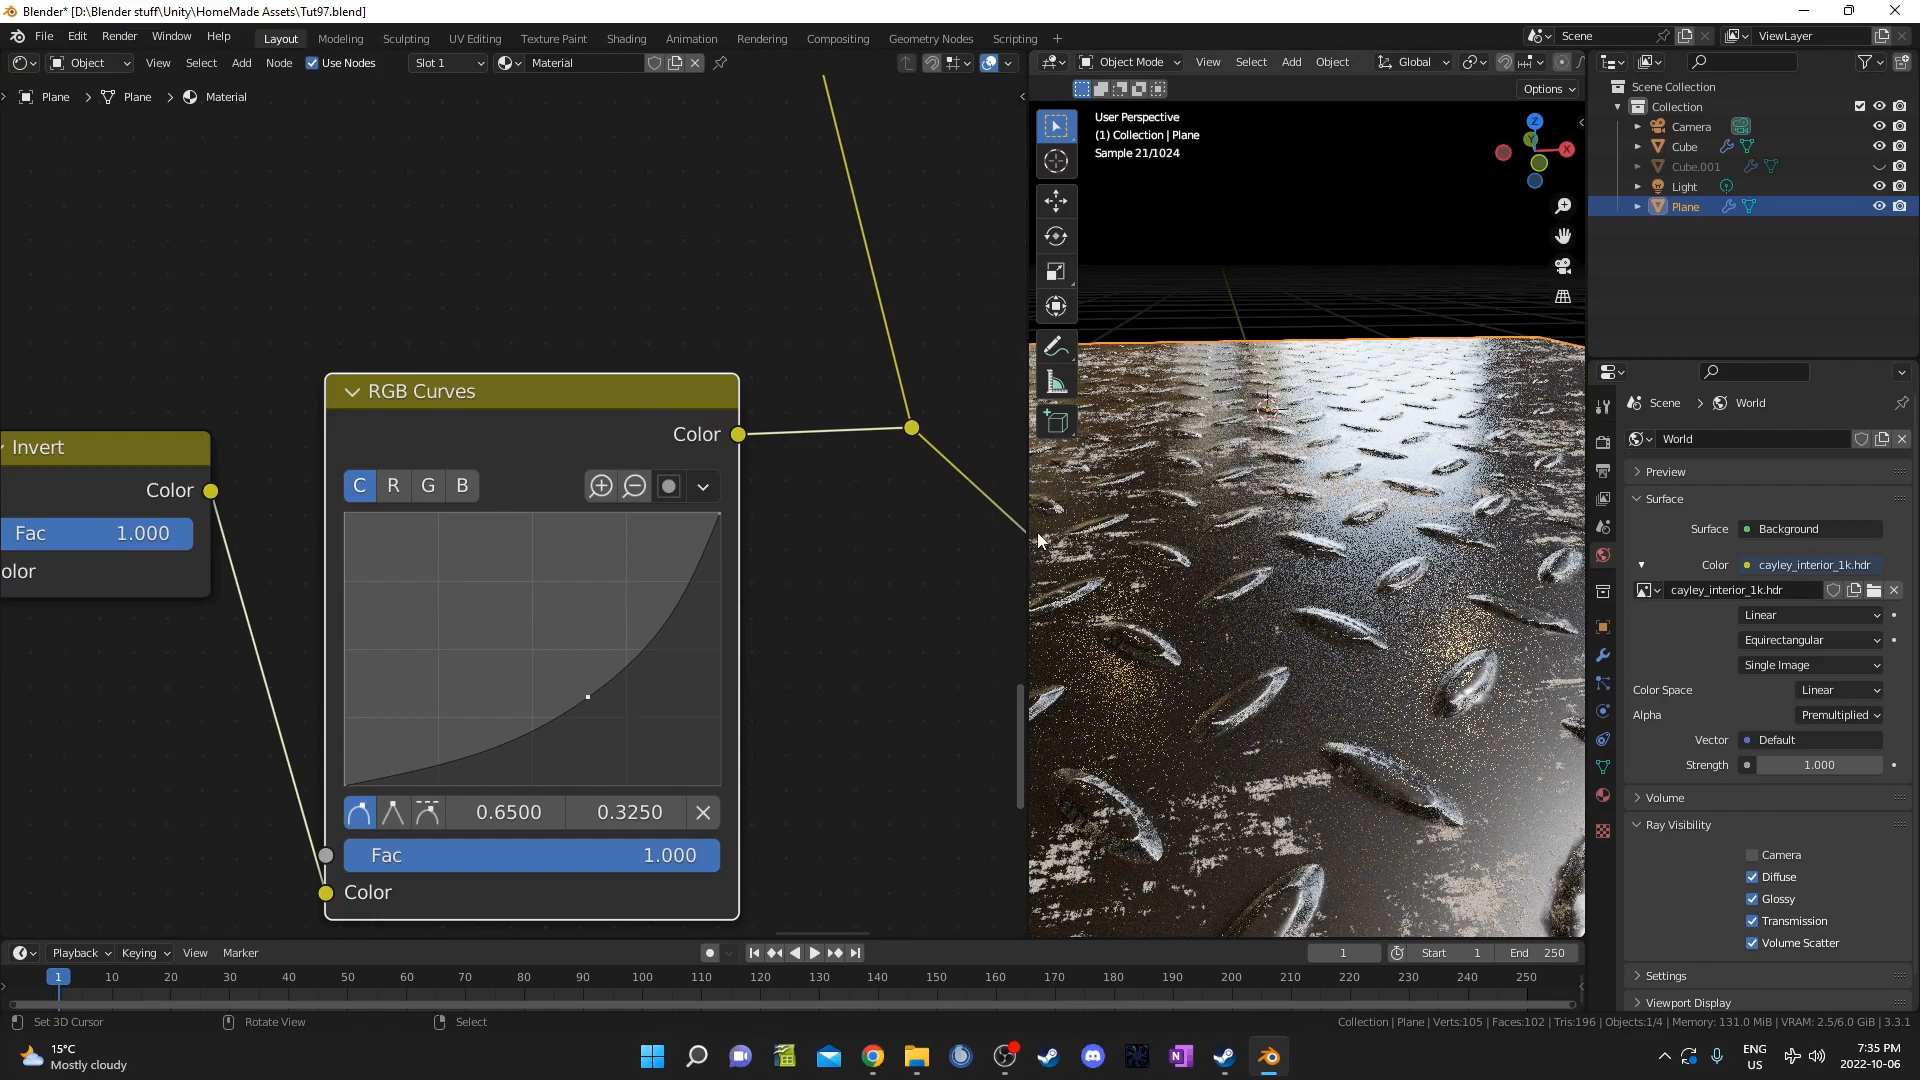 Blender* [D:\Blender stuff\Unity\HomeMade Assets\Tut97.blend]
File Edit Render Window Help Layout Modeling Sculpting UV Editing Texture Paint Shading Animation Rendering Compositing Geometry Nodes Scripting + Scene ViewLayer
Object View Select Add Node Use Nodes Slot 1 Material
Object Mode View Select Add Object Global
Options
Plane > Plane > Material
User Perspective
(1) Collection | Plane
Sample 21/1024
Z
Y
X
Scene Collection
Collection
Camera
Cube
Cube.001
Light
Plane
RGB Curves
Color
C R G B
0.6500 0.3250
Fac 1.000
Color
Invert
Color
Fac 1.000
olor
Scene > World
World
Preview
Surface
Surface Background
Color cayley_interior_1k.hdr
cayley_interior_1k.hdr
Linear
Equirectangular
Single Image
Color Space Linear
Alpha Premultiplied
Vector Default
Strength 1.000
Volume
Ray Visibility
Camera
Diffuse
Glossy
Transmission
Volume Scatter
Settings
Viewport Display
Playback Keying View Marker 1 Start 1 End 250
1 10 20 30 40 50 60 70 80 90 100 110 120 130 140 150 160 170 180 190 200 210 220 230 240 250
Set 3D Cursor Rotate View Select Collection | Plane | Verts:105 | Faces:102 | Tris:196 | Objects:1/4 | Memory: 131.0 MiB | VRAM: 2.5/6.0 GiB | 3.3.1
15°C
Mostly cloudy
ENG
US
7:35 PM
2022-10-06